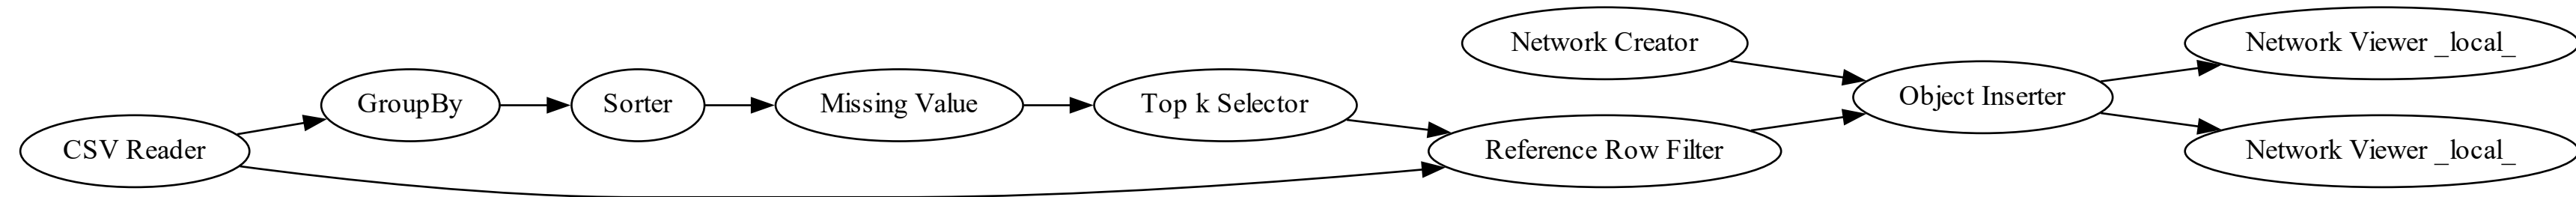 CSV Reader
GroupBy
Sorter
Missing Value
Top k Selector
Network Creator
Reference Row Filter
Object Inserter
Network Viewer _local_
Network Viewer _local_